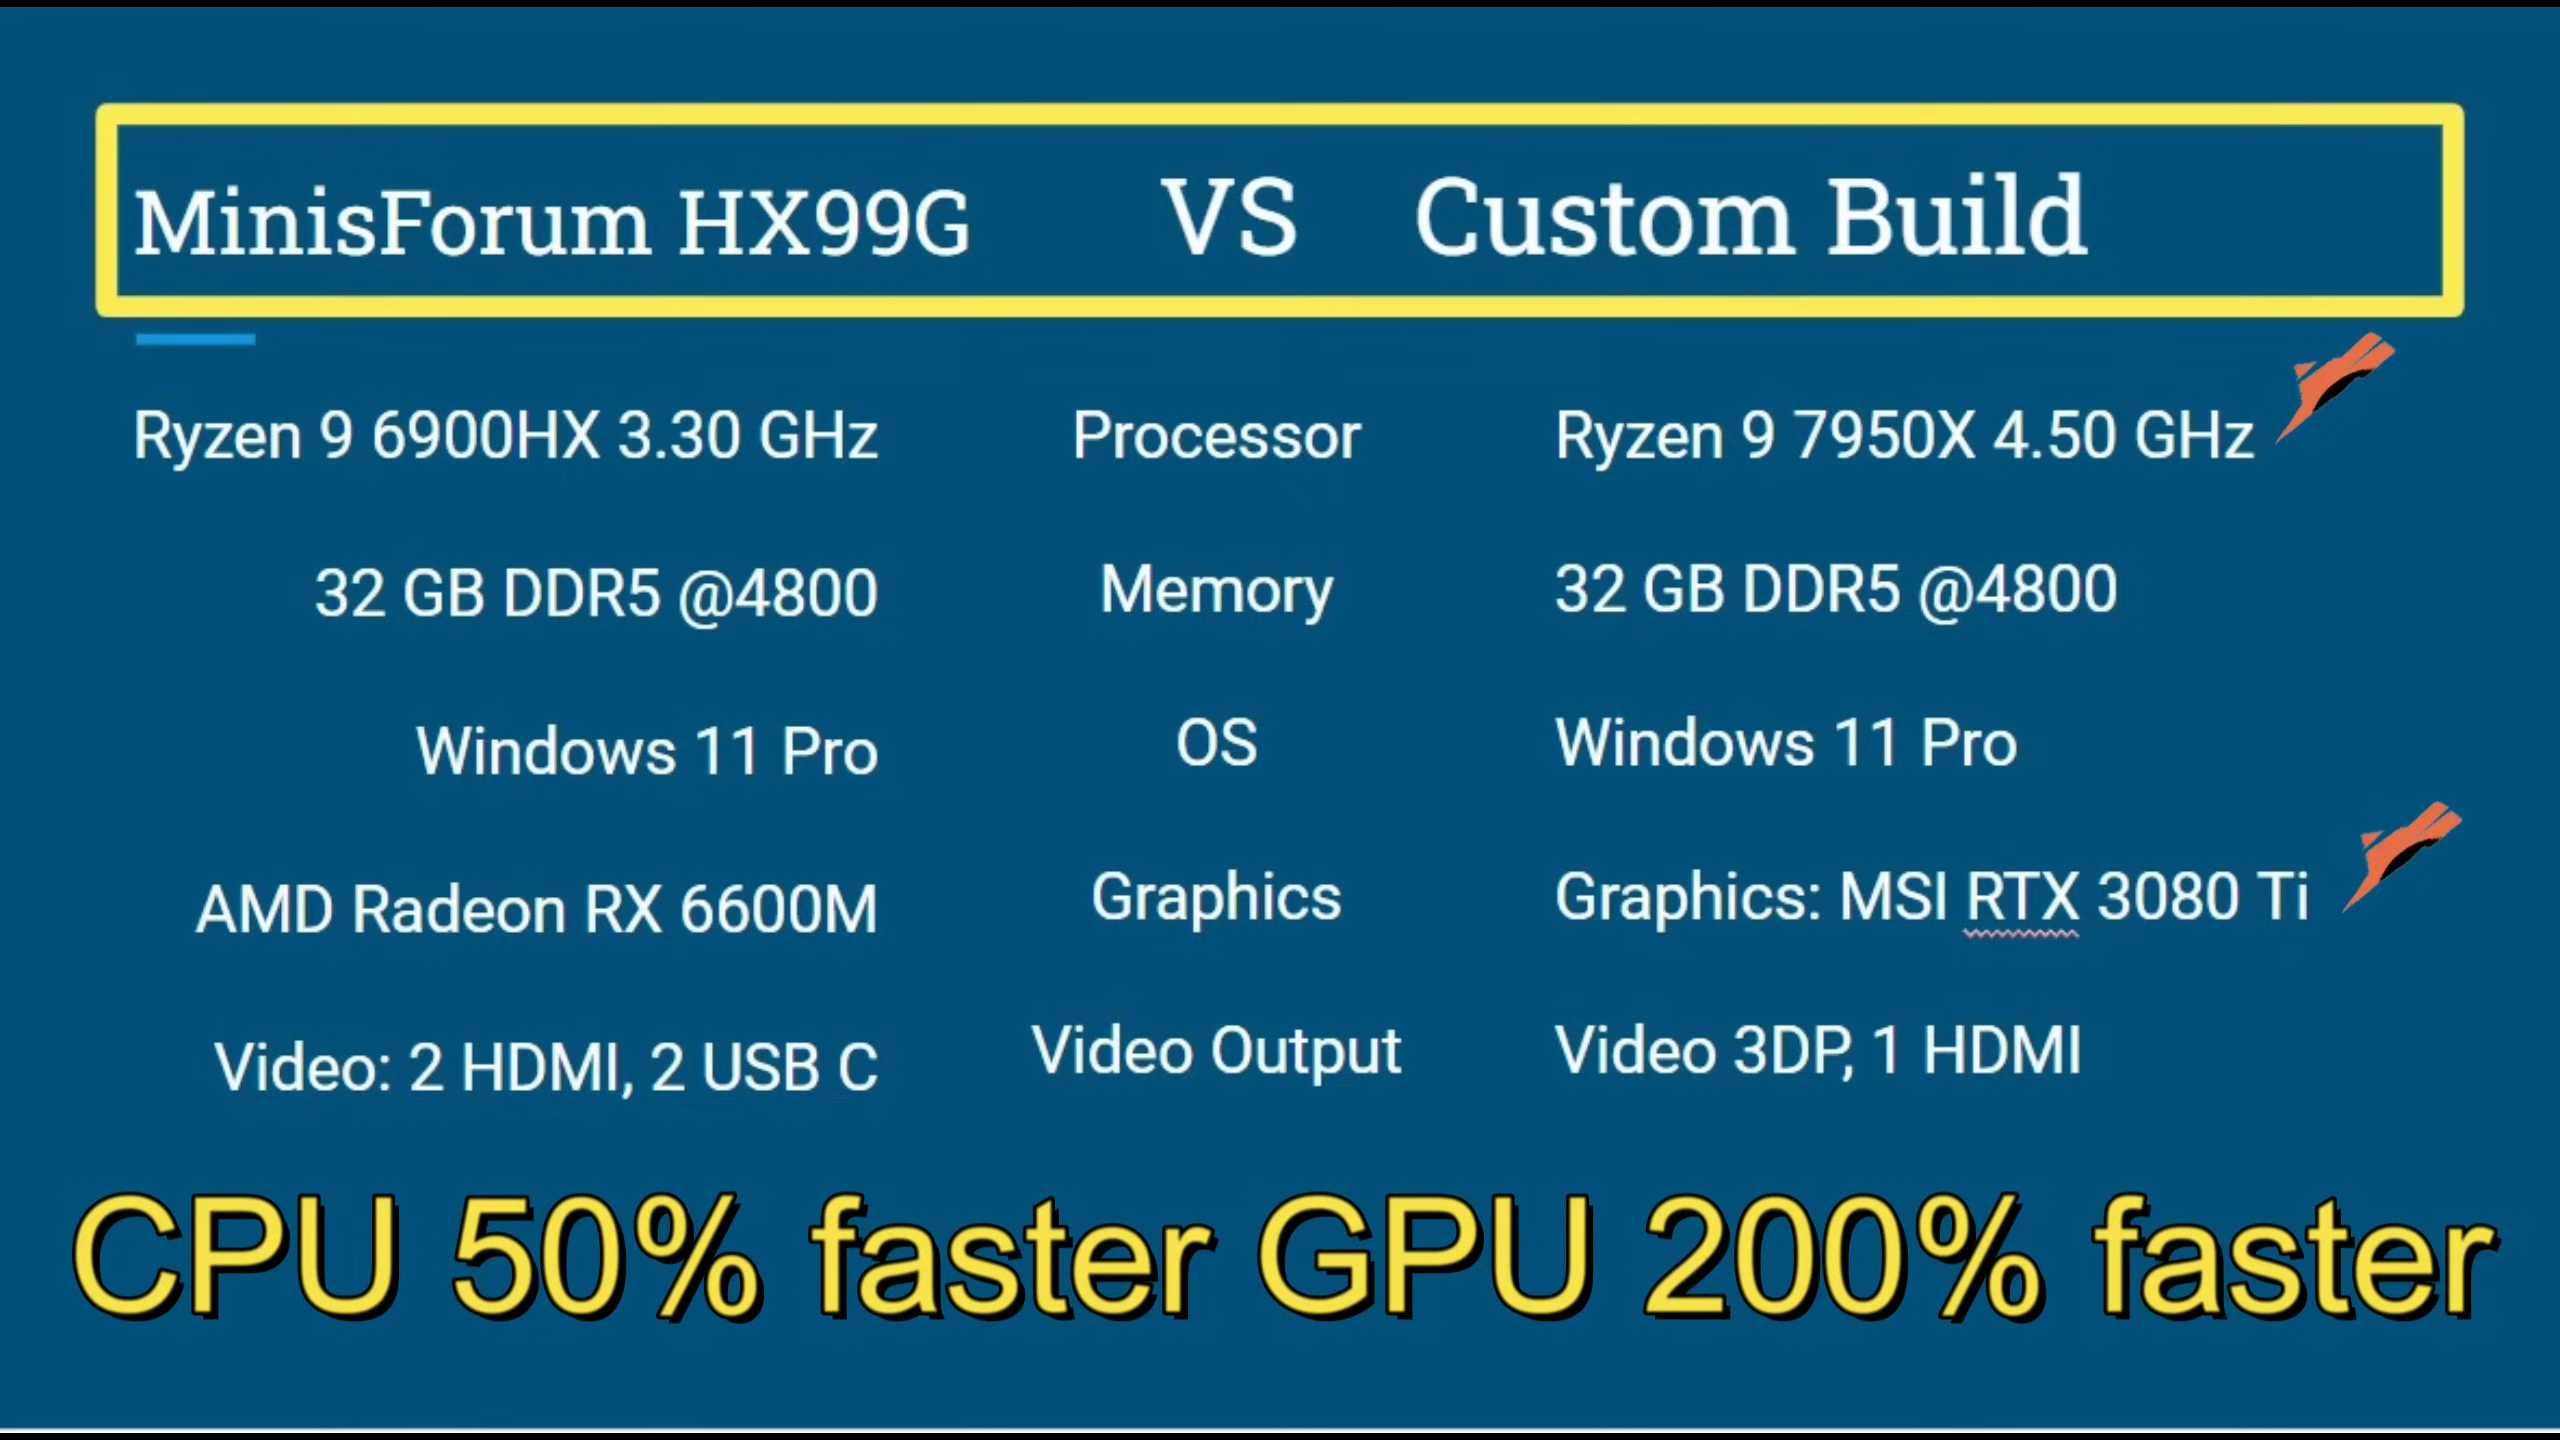 MinisForum HX99G VS Custom Build
Ryzen 9 6900HX 3.30 GHz Processor Ryzen 9 7950X 4.50 GHz
32 GB DDR5 @4800 Memory 32 GB DDR5 @4800
Windows 11 Pro OS Windows 11 Pro
AMD Radeon RX 6600M Graphics Graphics: MSI RTX 3080 Ti
Video: 2 HDMI, 2 USB C Video Output Video 3DP, 1 HDMI
CPU 50% faster GPU 200% faster